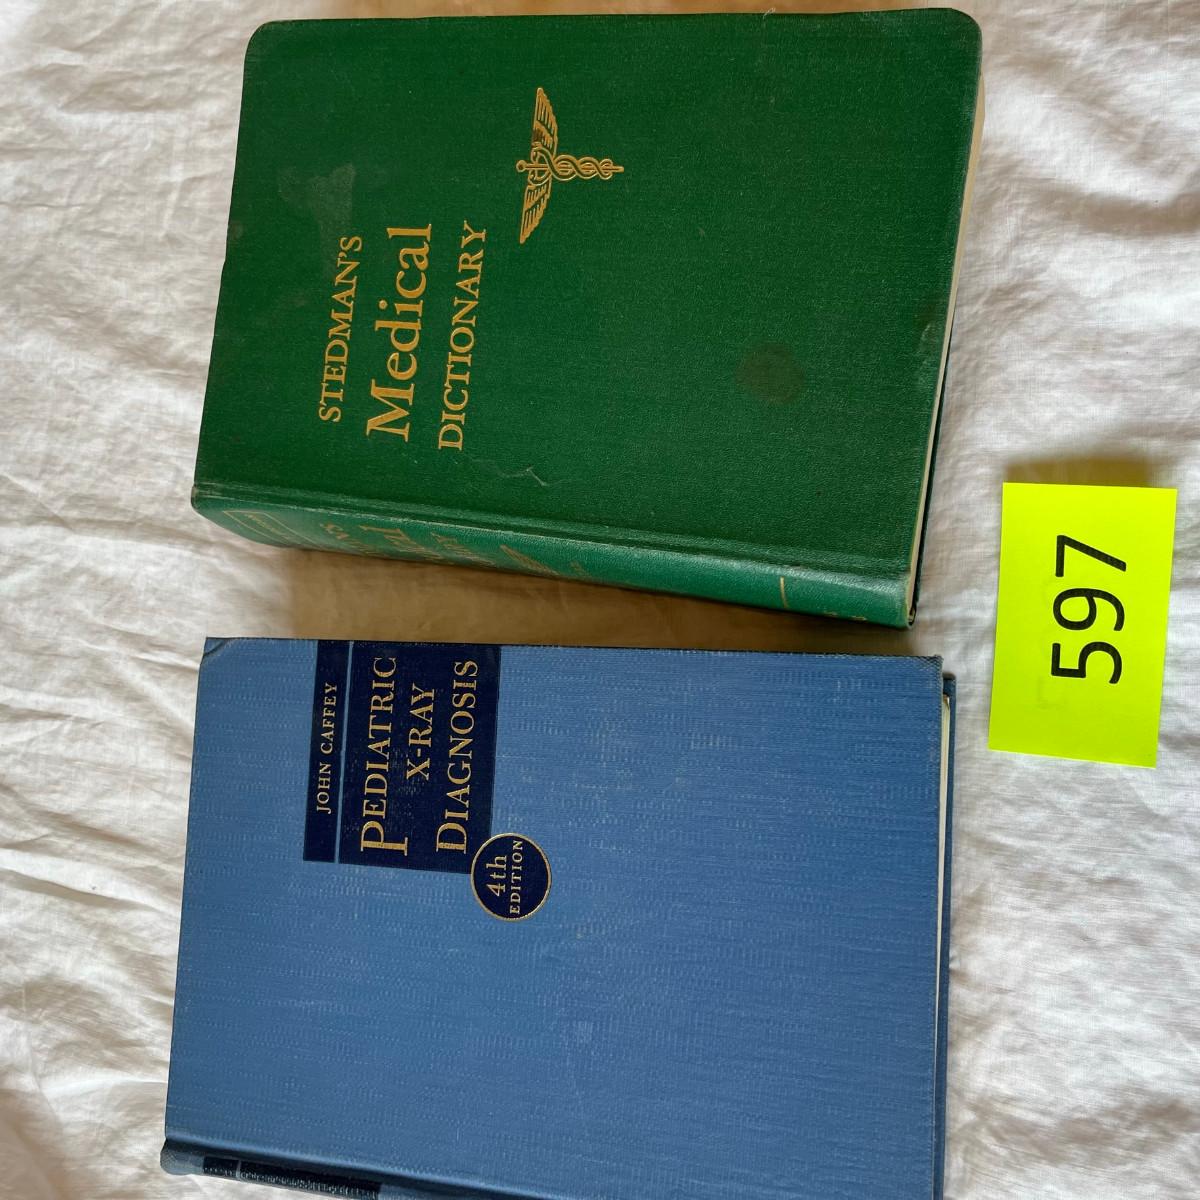 STEDMAN'S
Medical
DICTIONARY
JOHN CAFFEY
PEDIATRIC
X-RAY
DIAGNOSIS
4th
EDITION
597